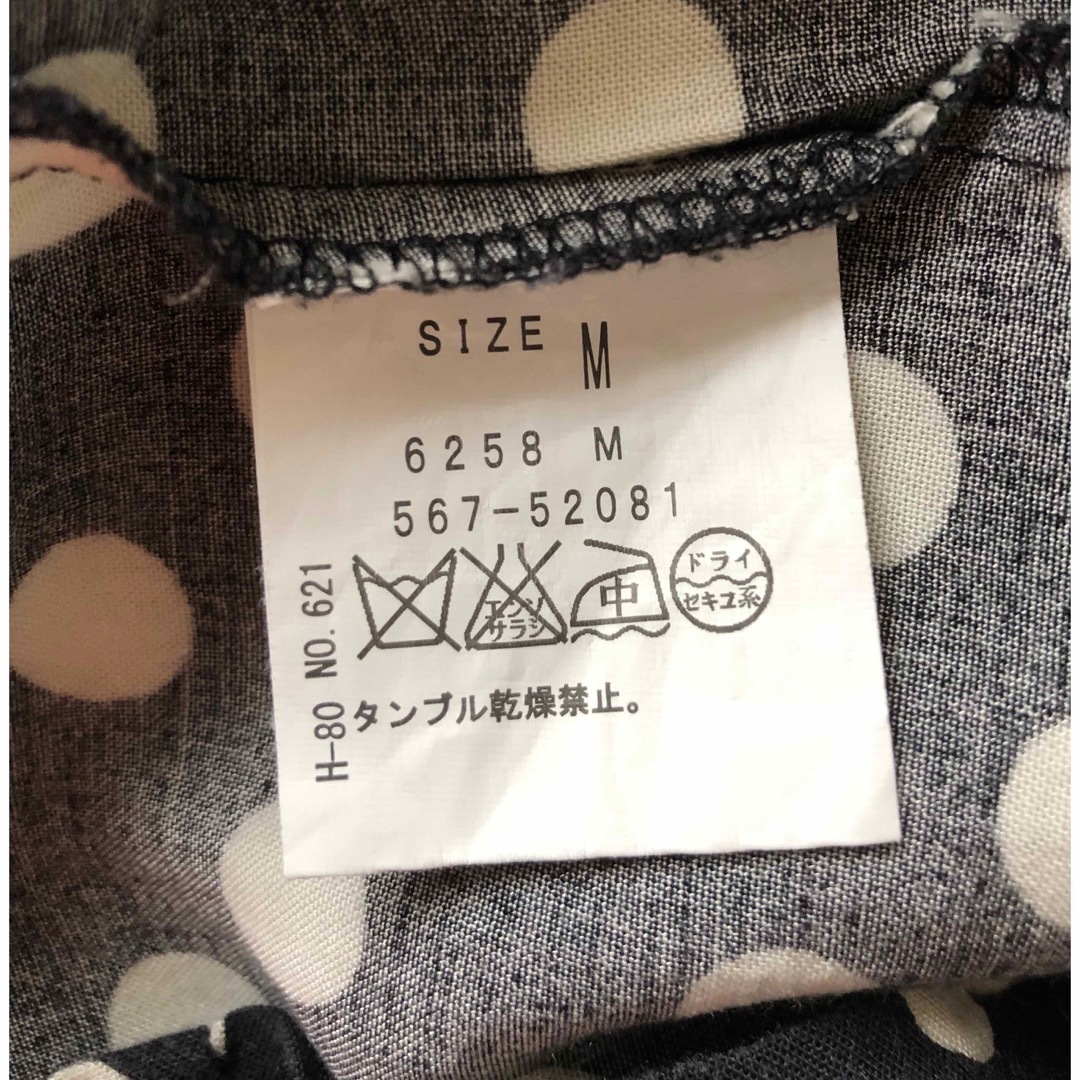 SIZE M
6258 M
567-52081
エンソ
サラシ
中
ドライ
セキユ系
タンブル乾燥禁止。
H-80 NO.621